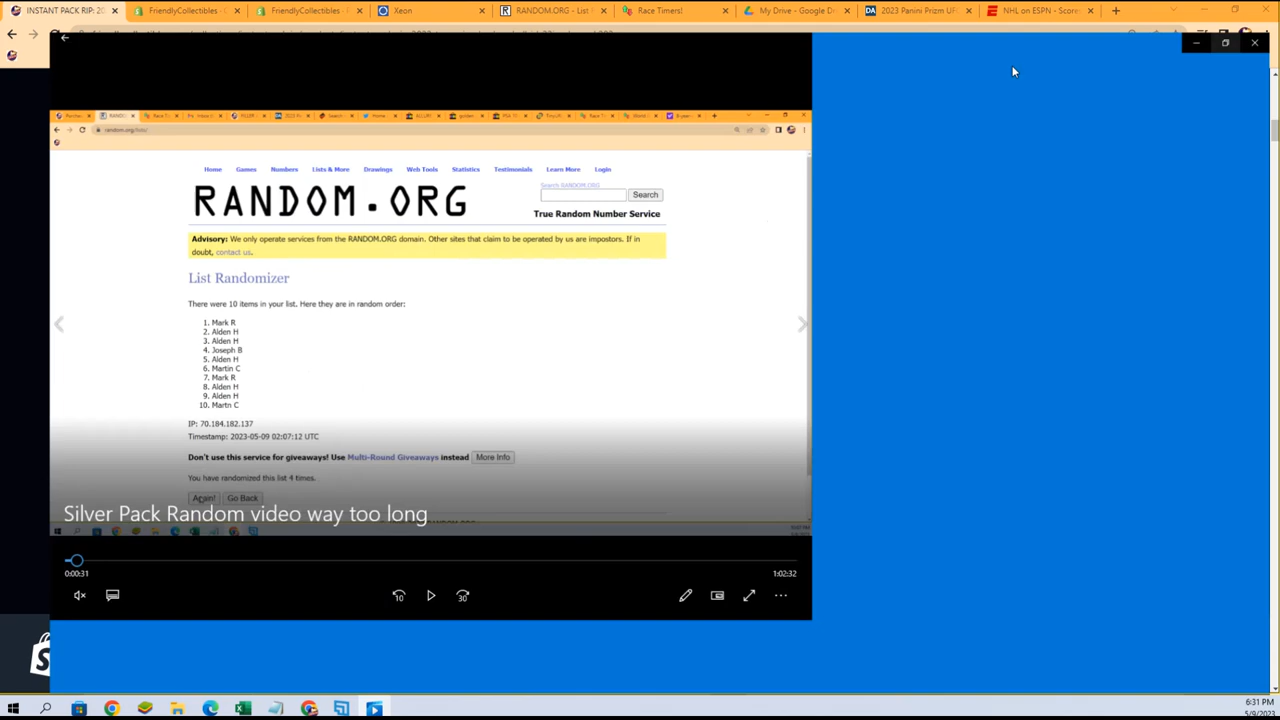 INSTANT PACK RIP: 20
FriendlyCollectibles -
FriendlyCollectibles -
Xeon
RANDOM.ORG - List
Race Timers!
My Drive - Google D
2023 Panini Prizm UF
NHL on ESPN - Score
random.org/lists/
Home Games Numbers Lists & More Drawings Web Tools Statistics Testimonials Learn More Login
RANDOM.ORG
Search RANDOM.ORG
Search
True Random Number Service
Advisory: We only operate services from the RANDOM.ORG domain. Other sites that claim to be operated by us are impostors. If in
doubt, contact us.
List Randomizer
There were 10 items in your list. Here they are in random order:
1. Mark R
2. Alden H
3. Alden H
4. Joseph B
5. Alden H
6. Martin C
7. Mark R
8. Alden H
9. Alden H
10. Martn C
IP: 70.184.182.137
Timestamp: 2023-05-09 02:07:12 UTC
Don't use this service for giveaways! Use Multi-Round Giveaways instead More Info
You have randomized this list 4 times.
Again! Go Back
Silver Pack Random video way too long
0:00:31
1:02:32
10
30
6:31 PM
5/9/2023